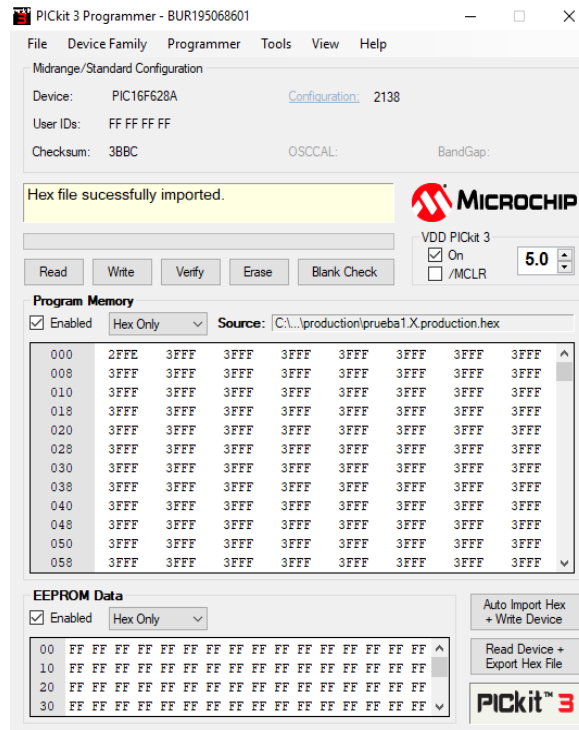 PICkit 3 Programmer - BUR195068601
File Device Family Programmer Tools View Help
Midrange/Standard Configuration
Device: PIC16F628A Configuration: 2138
User IDs: FF FF FF FF
Checksum: 3BBC OSCCAL: BandGap:
Hex file sucessfully imported.
MICROCHIP
VDD PICkit 3
On 5.0
/MCLR
Read Write Verify Erase Blank Check
Program Memory
Enabled Hex Only Source: C:\...\production\prueba1.X.production.hex
000 2FFE 3FFF 3FFF 3FFF 3FFF 3FFF 3FFF 3FFF
008 3FFF 3FFF 3FFF 3FFF 3FFF 3FFF 3FFF 3FFF
010 3FFF 3FFF 3FFF 3FFF 3FFF 3FFF 3FFF 3FFF
018 3FFF 3FFF 3FFF 3FFF 3FFF 3FFF 3FFF 3FFF
020 3FFF 3FFF 3FFF 3FFF 3FFF 3FFF 3FFF 3FFF
028 3FFF 3FFF 3FFF 3FFF 3FFF 3FFF 3FFF 3FFF
030 3FFF 3FFF 3FFF 3FFF 3FFF 3FFF 3FFF 3FFF
038 3FFF 3FFF 3FFF 3FFF 3FFF 3FFF 3FFF 3FFF
040 3FFF 3FFF 3FFF 3FFF 3FFF 3FFF 3FFF 3FFF
048 3FFF 3FFF 3FFF 3FFF 3FFF 3FFF 3FFF 3FFF
050 3FFF 3FFF 3FFF 3FFF 3FFF 3FFF 3FFF 3FFF
058 3FFF 3FFF 3FFF 3FFF 3FFF 3FFF 3FFF 3FFF
EEPROM Data
Enabled Hex Only
00 FF FF FF FF FF FF FF FF FF FF FF FF FF FF FF FF
10 FF FF FF FF FF FF FF FF FF FF FF FF FF FF FF FF
20 FF FF FF FF FF FF FF FF FF FF FF FF FF FF FF FF
30 FF FF FF FF FF FF FF FF FF FF FF FF FF FF FF FF
Auto Import Hex
+ Write Device
Read Device +
Export Hex File
PICkit™ 3